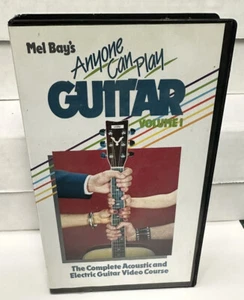 Mel Bay's
Anyone
Can Play
GUITAR
VOLUME 1
The Complete Acoustic and
Electric Guitar Video Course